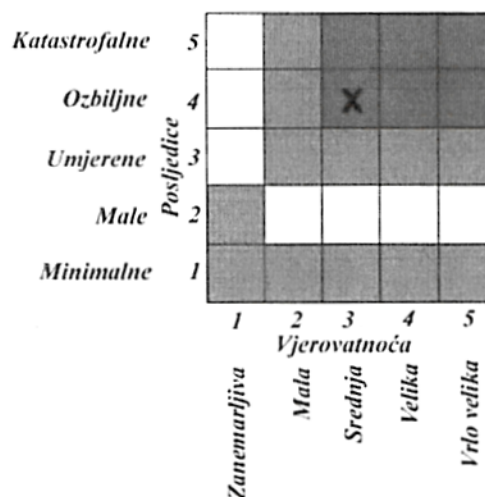 Katastrofalne 5
Ozbiljne 4 X
Umjerene 3
Male 2
Minimalne 1
Posljedice
1 2 3 4 5
Vjerovatnoća
Zanemarljiva
Mala
Srednja
Velika
Vrlo velika